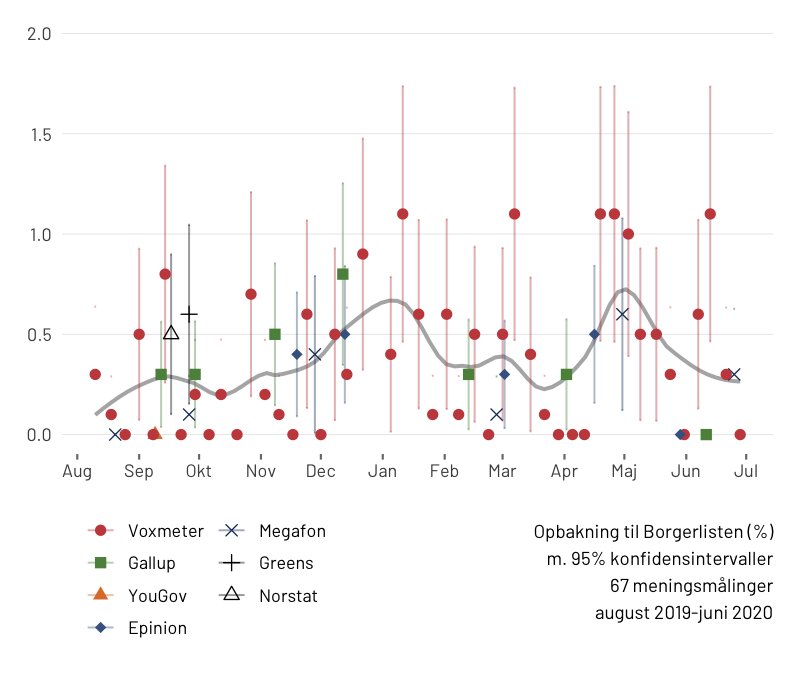 2.0
1.5
1.0
0.5
0.0
Aug Sep Okt Nov Dec Jan Feb Mar Apr Maj Jun Jul
Voxmeter Megafon
Gallup Greens
YouGov Norstat
Epinion
Opbakning til Borgerlisten (%)
m. 95% konfidensintervaller
67 meningsmålinger
august 2019-juni 2020